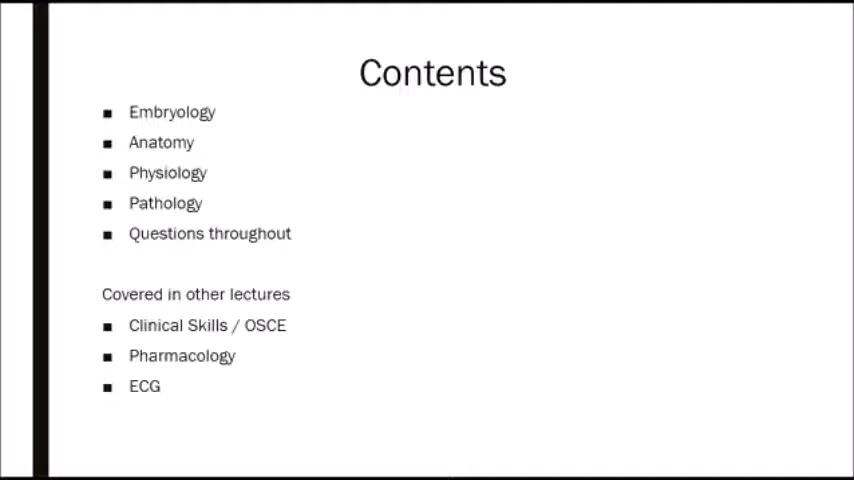 Contents
■ Embryology
■ Anatomy
■ Physiology
■ Pathology
■ Questions throughout
Covered in other lectures
■ Clinical Skills / OSCE
■ Pharmacology
■ ECG